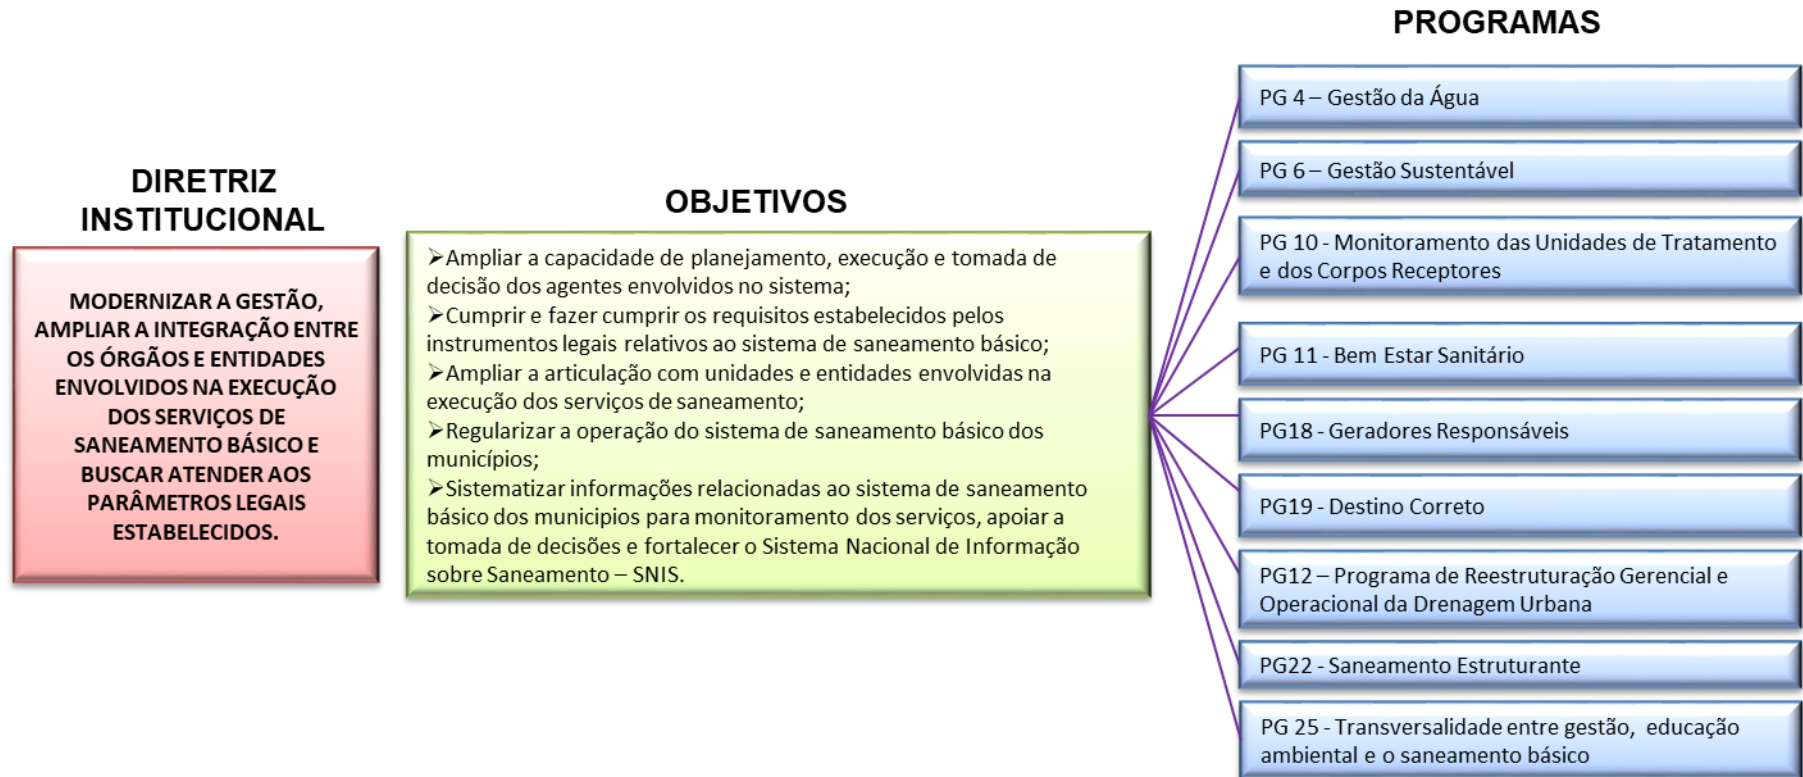 DIRETRIZ
INSTITUCIONAL
MODERNIZAR A GESTÃO,
AMPLIAR A INTEGRAÇÃO ENTRE
OS ÓRGÃOS E ENTIDADES
ENVOLVIDOS NA EXECUÇÃO
DOS SERVIÇOS DE
SANEAMENTO BÁSICO E
BUSCAR ATENDER AOS
PARÂMETROS LEGAIS
ESTABELECIDOS.
OBJETIVOS
➢Ampliar a capacidade de planejamento, execução e tomada de
decisão dos agentes envolvidos no sistema;
➢Cumprir e fazer cumprir os requisitos estabelecidos pelos
instrumentos legais relativos ao sistema de saneamento básico;
➢Ampliar a articulação com unidades e entidades envolvidas na
execução dos serviços de saneamento;
➢Regularizar a operação do sistema de saneamento básico dos
municípios;
➢Sistematizar informações relacionadas ao sistema de saneamento
básico dos municipios para monitoramento dos serviços, apoiar a
tomada de decisões e fortalecer o Sistema Nacional de Informação
sobre Saneamento – SNIS.
PROGRAMAS
PG 4 – Gestão da Água
PG 6 – Gestão Sustentável
PG 10 - Monitoramento das Unidades de Tratamento
e dos Corpos Receptores
PG 11 - Bem Estar Sanitário
PG18 - Geradores Responsáveis
PG19 - Destino Correto
PG12 – Programa de Reestruturação Gerencial e
Operacional da Drenagem Urbana
PG22 - Saneamento Estruturante
PG 25 - Transversalidade entre gestão, educação
ambiental e o saneamento básico